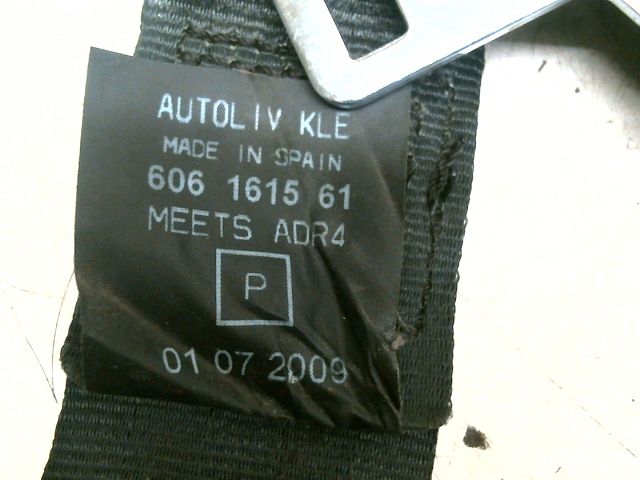 AUTOLIV KLE
MADE IN SPAIN
606 1615 61
MEETS ADR4
P
01 07 2009